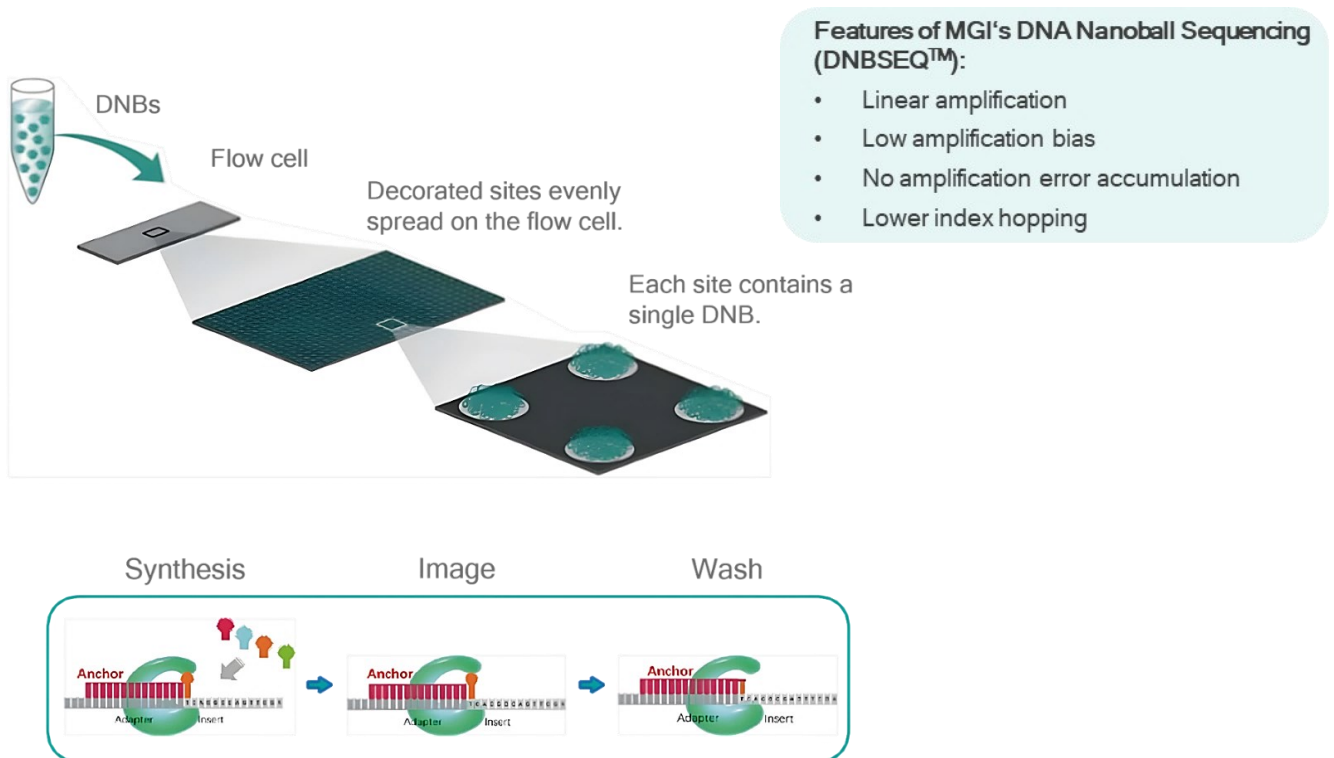 Features of MGI‘s DNA Nanoball Sequencing
(DNBSEQ™):
• Linear amplification
• Low amplification bias
• No amplification error accumulation
• Lower index hopping
DNBs
Flow cell
Decorated sites evenly
spread on the flow cell.
Each site contains a
single DNB.
Synthesis
Image
Wash
Anchor
Adapter
Insert
Anchor
Adapter
Insert
Anchor
Adapter
Insert